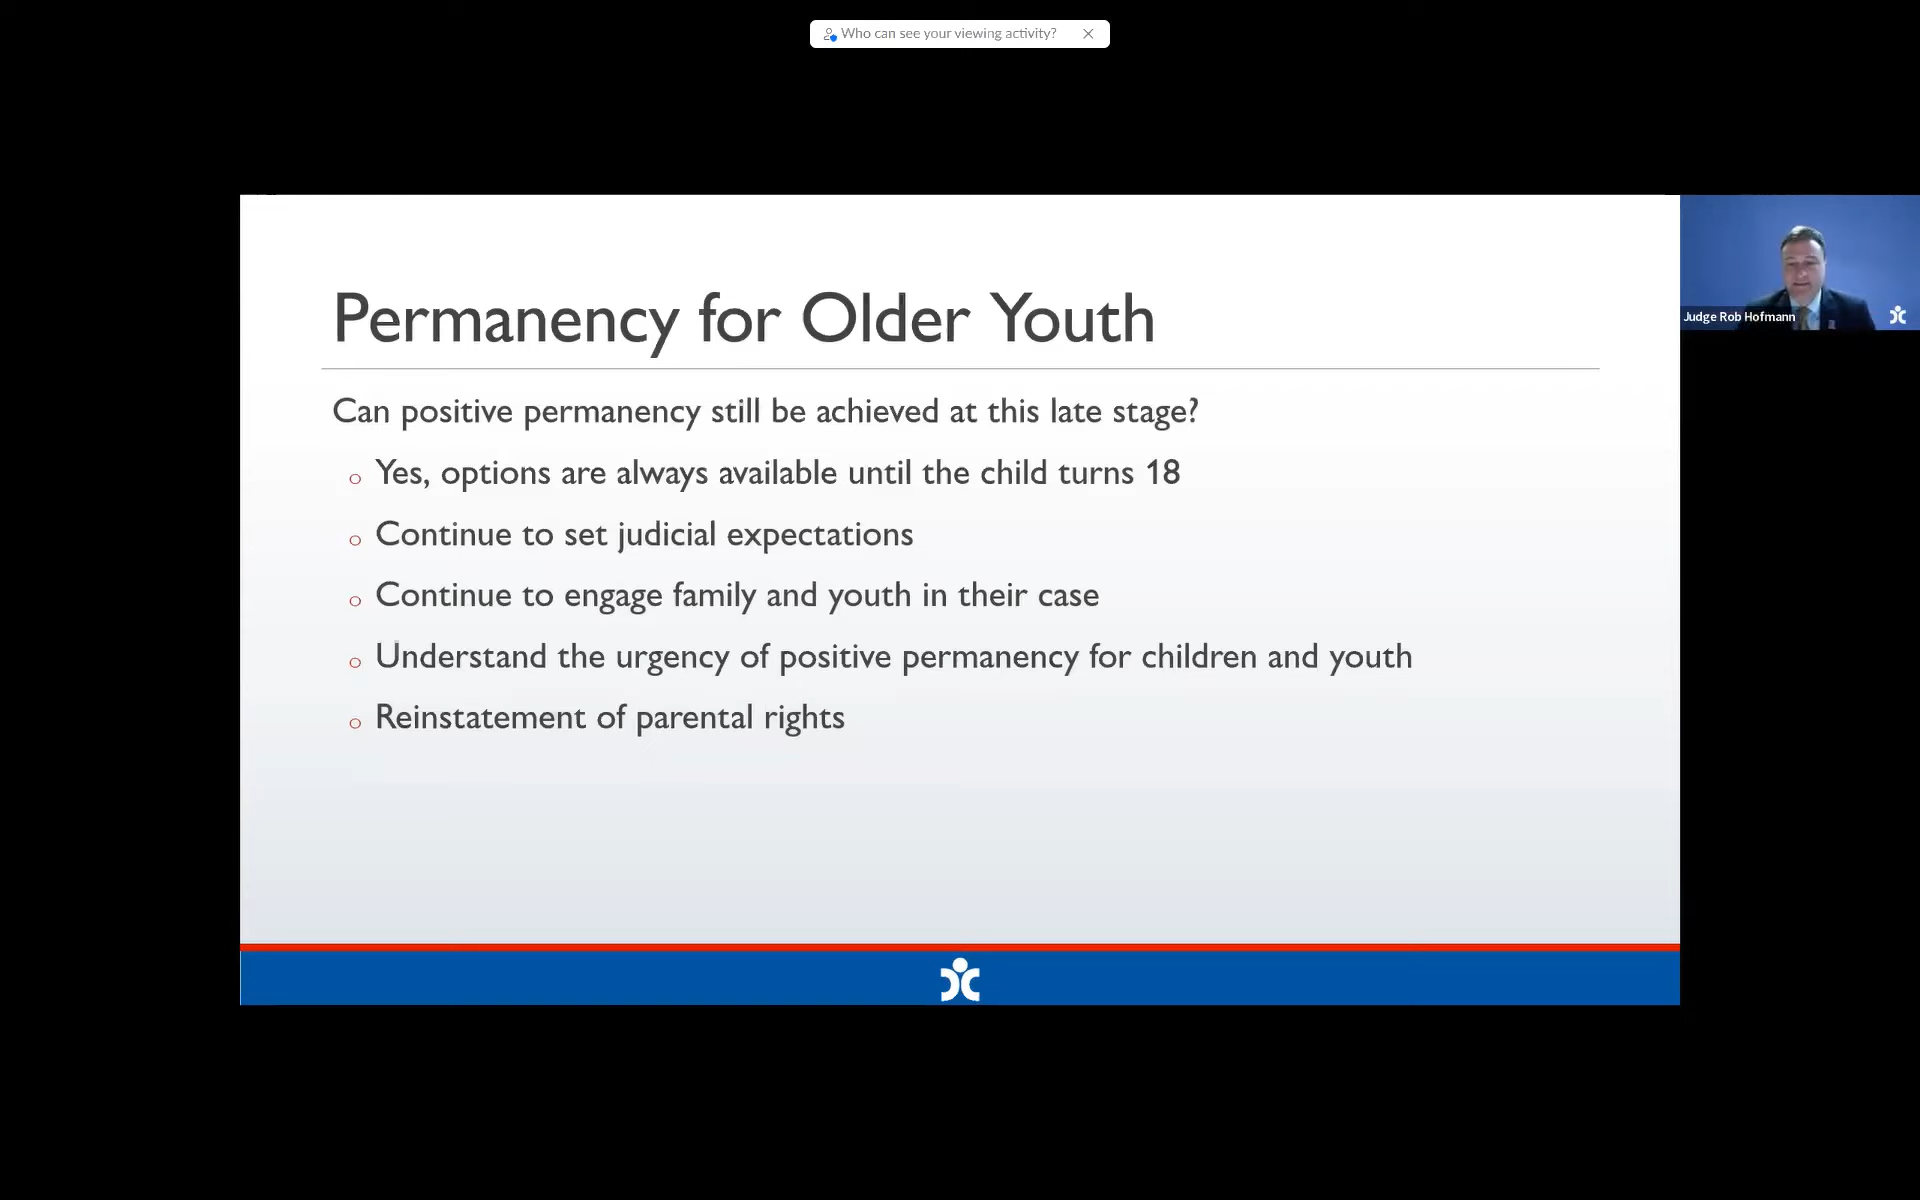 Who can see your viewing activity?
Permanency for Older Youth
Can positive permanency still be achieved at this late stage?
Yes, options are always available until the child turns 18
Continue to set judicial expectations
Continue to engage family and youth in their case
Understand the urgency of positive permanency for children and youth
Reinstatement of parental rights
Judge Rob Hofmann